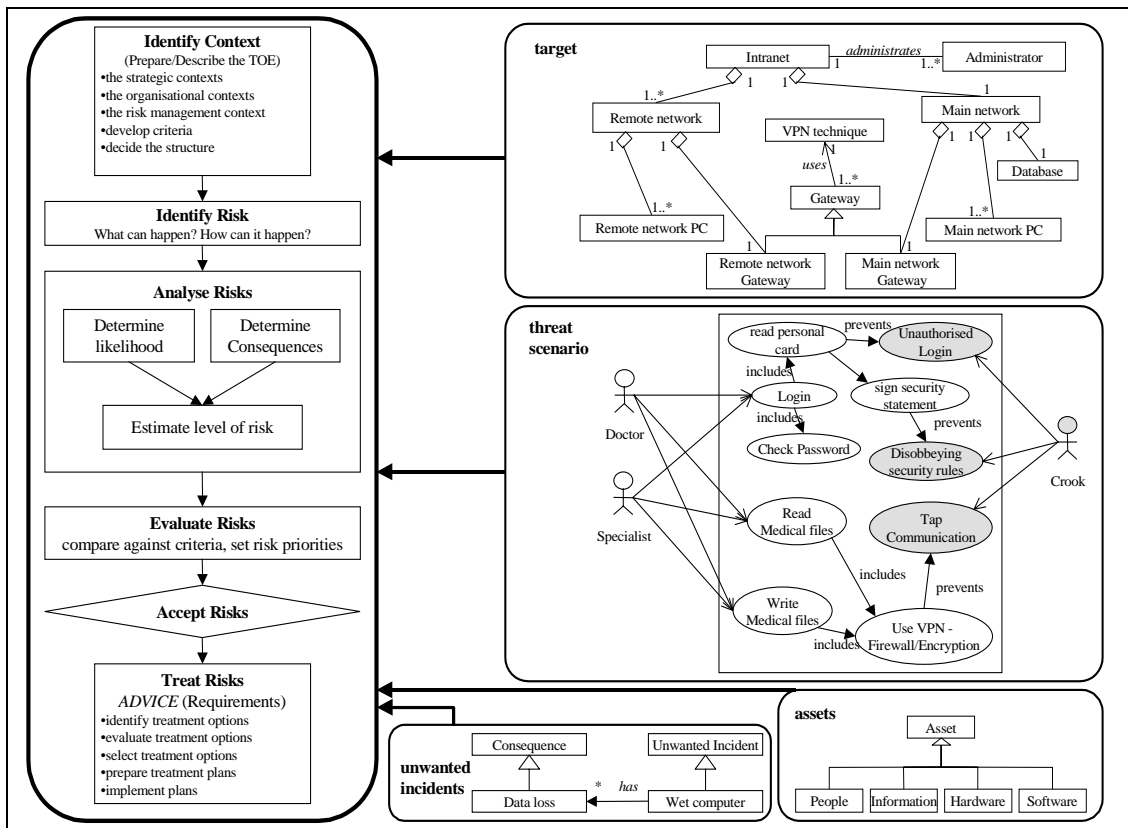 Identify Context
(Prepare/Describe the TOE)
•the strategic contexts
•the organisational contexts
•the risk management context
•develop criteria
•decide the structure
Identify Risk
What can happen? How can it happen?
Analyse Risks
Determine
likelihood
Determine
Consequences
Estimate level of risk
Evaluate Risks
compare against criteria, set risk priorities
Accept Risks
Treat Risks
ADVICE (Requirements)
•identify treatment options
•evaluate treatment options
•select treatment options
•prepare treatment plans
•implement plans
target
Intranet
administrates
1
1..*
Administrator
1
1
1..*
1
Remote network
Main network
1
1
VPN technique
1
uses
1..*
Gateway
1
1
1
1
Database
1..*
Remote network PC
1..*
Main network PC
1
Remote network
Gateway
1
Main network
Gateway
threat
scenario
read personal
card
prevents
Unauthorised
Login
includes
Login
sign security
statement
includes
prevents
Check Password
Disobbeying
security rules
Doctor
Crook
Specialist
Read
Medical files
Tap
Communication
includes
prevents
Write
Medical files
includes
Use VPN -
Firewall/Encryption
unwanted
incidents
Consequence
Unwanted Incident
* has
Data loss
Wet computer
assets
Asset
People
Information
Hardware
Software